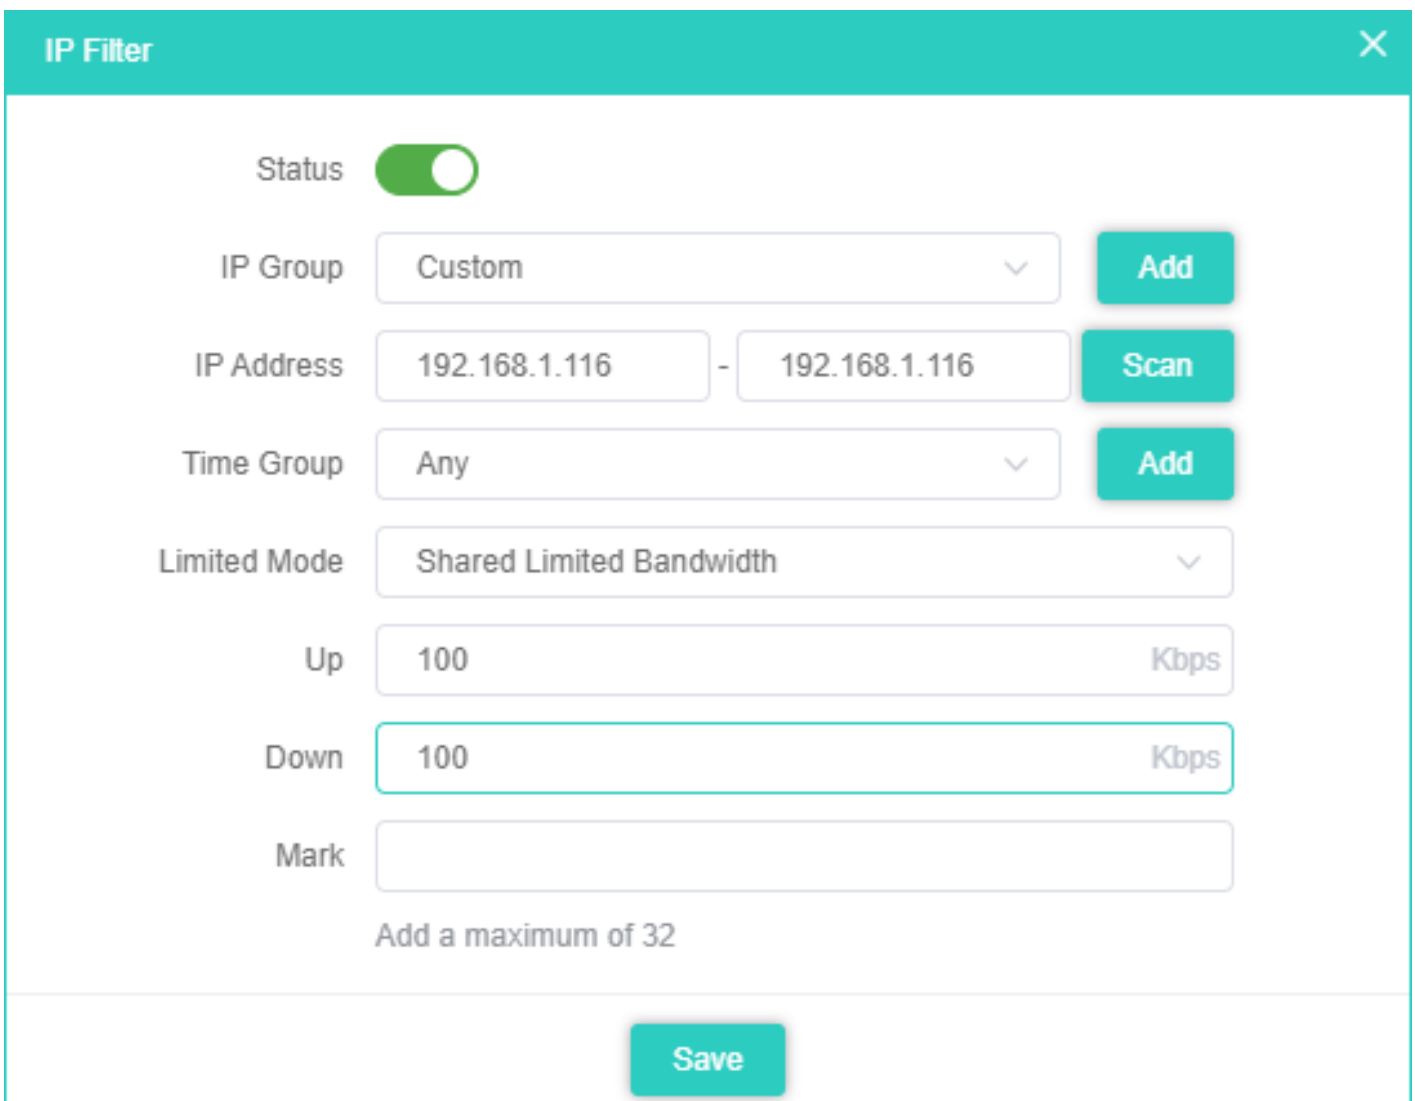 IP Filter
Status
IP Group Custom Add
IP Address 192.168.1.116 - 192.168.1.116 Scan
Time Group Any Add
Limited Mode Shared Limited Bandwidth
Up 100 Kbps
Down 100 Kbps
Mark
Add a maximum of 32
Save